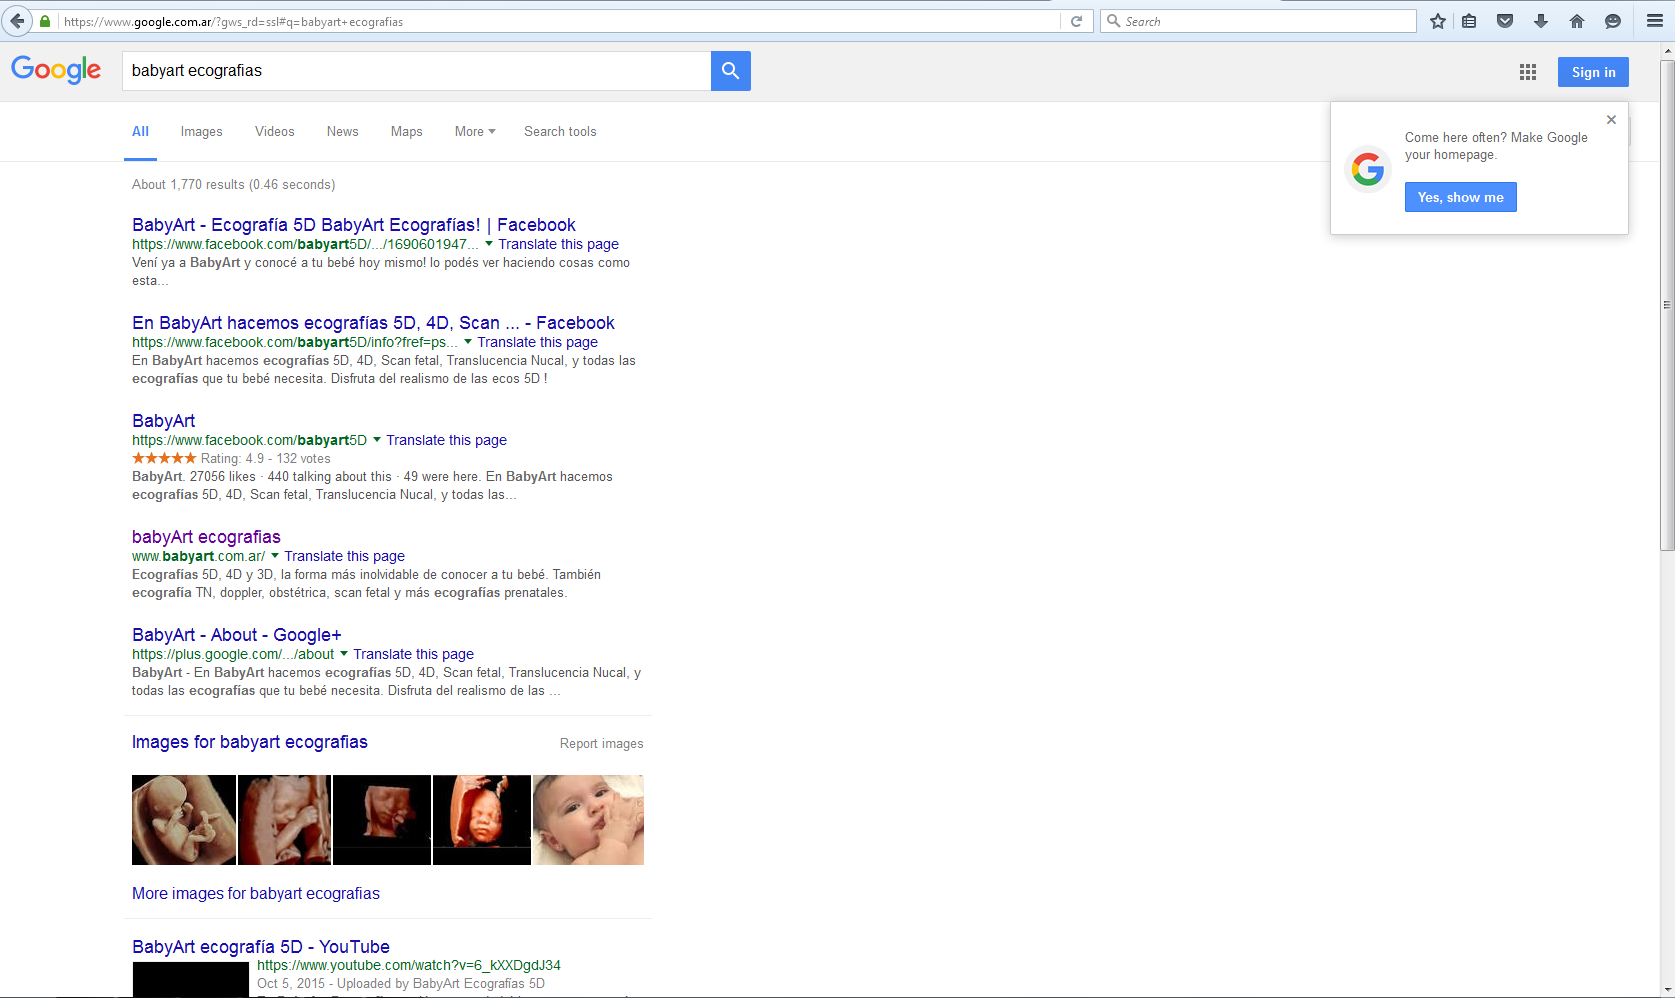 https://www.google.com.ar/?gws_rd=ssl#q=babyart+ecografias
Search
Google
babyart ecografias
Sign in
All Images Videos News Maps More Search tools
Come here often? Make Google
your homepage.
Yes, show me
About 1,770 results (0.46 seconds)
BabyArt - Ecografía 5D BabyArt Ecografías! | Facebook
https://www.facebook.com/babyart5D/.../1690601947... Translate this page
Vení ya a BabyArt y conocé a tu bebé hoy mismo! lo podés ver haciendo cosas como
esta...
En BabyArt hacemos ecografías 5D, 4D, Scan ... - Facebook
https://www.facebook.com/babyart5D/info?fref=ps... Translate this page
En BabyArt hacemos ecografías 5D, 4D, Scan fetal, Translucencia Nucal, y todas las
ecografías que tu bebé necesita. Disfruta del realismo de las ecos 5D !
BabyArt
https://www.facebook.com/babyart5D Translate this page
Rating: 4.9 - 132 votes
BabyArt. 27056 likes · 440 talking about this · 49 were here. En BabyArt hacemos
ecografías 5D, 4D, Scan fetal, Translucencia Nucal, y todas las...
babyArt ecografias
www.babyart.com.ar/ Translate this page
Ecografías 5D, 4D y 3D, la forma más inolvidable de conocer a tu bebé. También
ecografía TN, doppler, obstétrica, scan fetal y más ecografías prenatales.
BabyArt - About - Google+
https://plus.google.com/.../about Translate this page
BabyArt - En BabyArt hacemos ecografías 5D, 4D, Scan fetal, Translucencia Nucal, y
todas las ecografías que tu bebé necesita. Disfruta del realismo de las ...
Images for babyart ecografias
Report images
More images for babyart ecografias
BabyArt ecografía 5D - YouTube
https://www.youtube.com/watch?v=6_kXXDgdJ34
Oct 5, 2015 - Uploaded by BabyArt Ecografías 5D